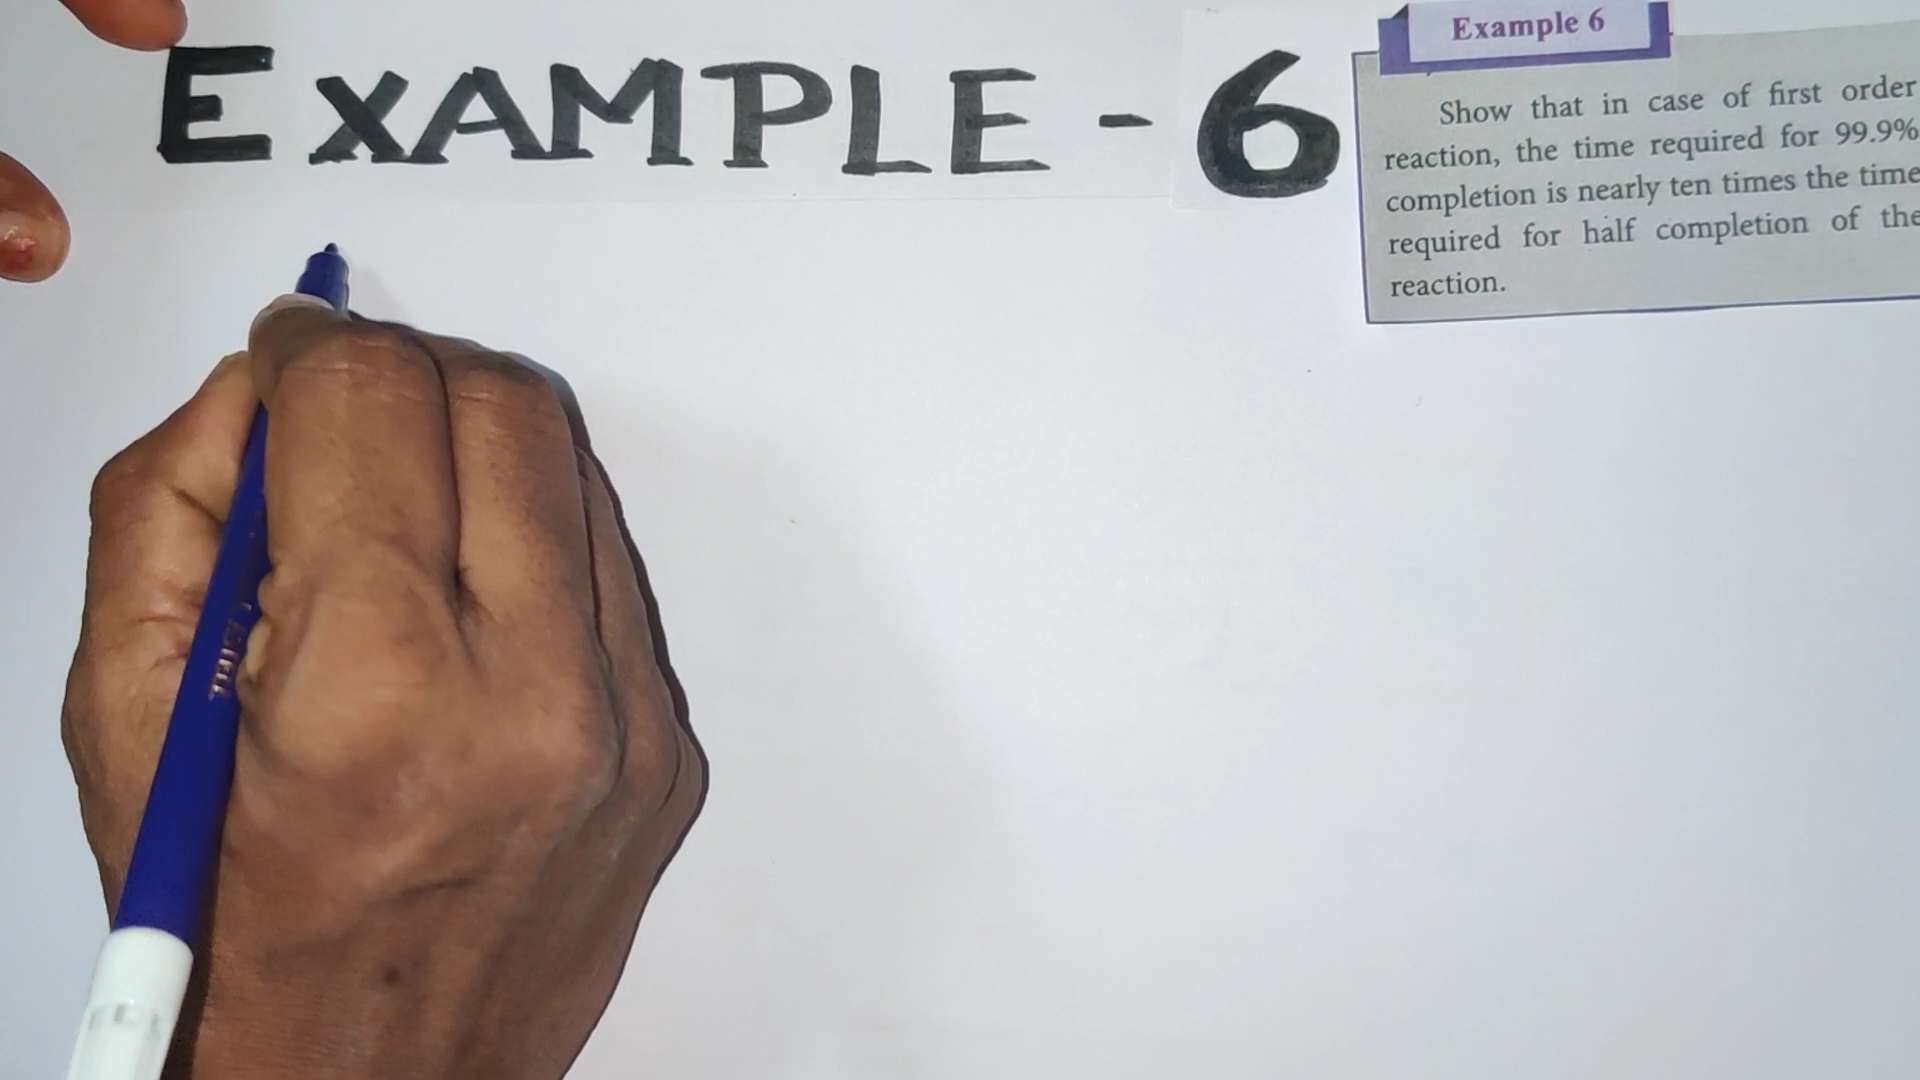 EXAMPLE - 6
Example 6
Show that in case of first order
reaction, the time required for 99.9%
completion is nearly ten times the time
required for half completion of the
reaction.